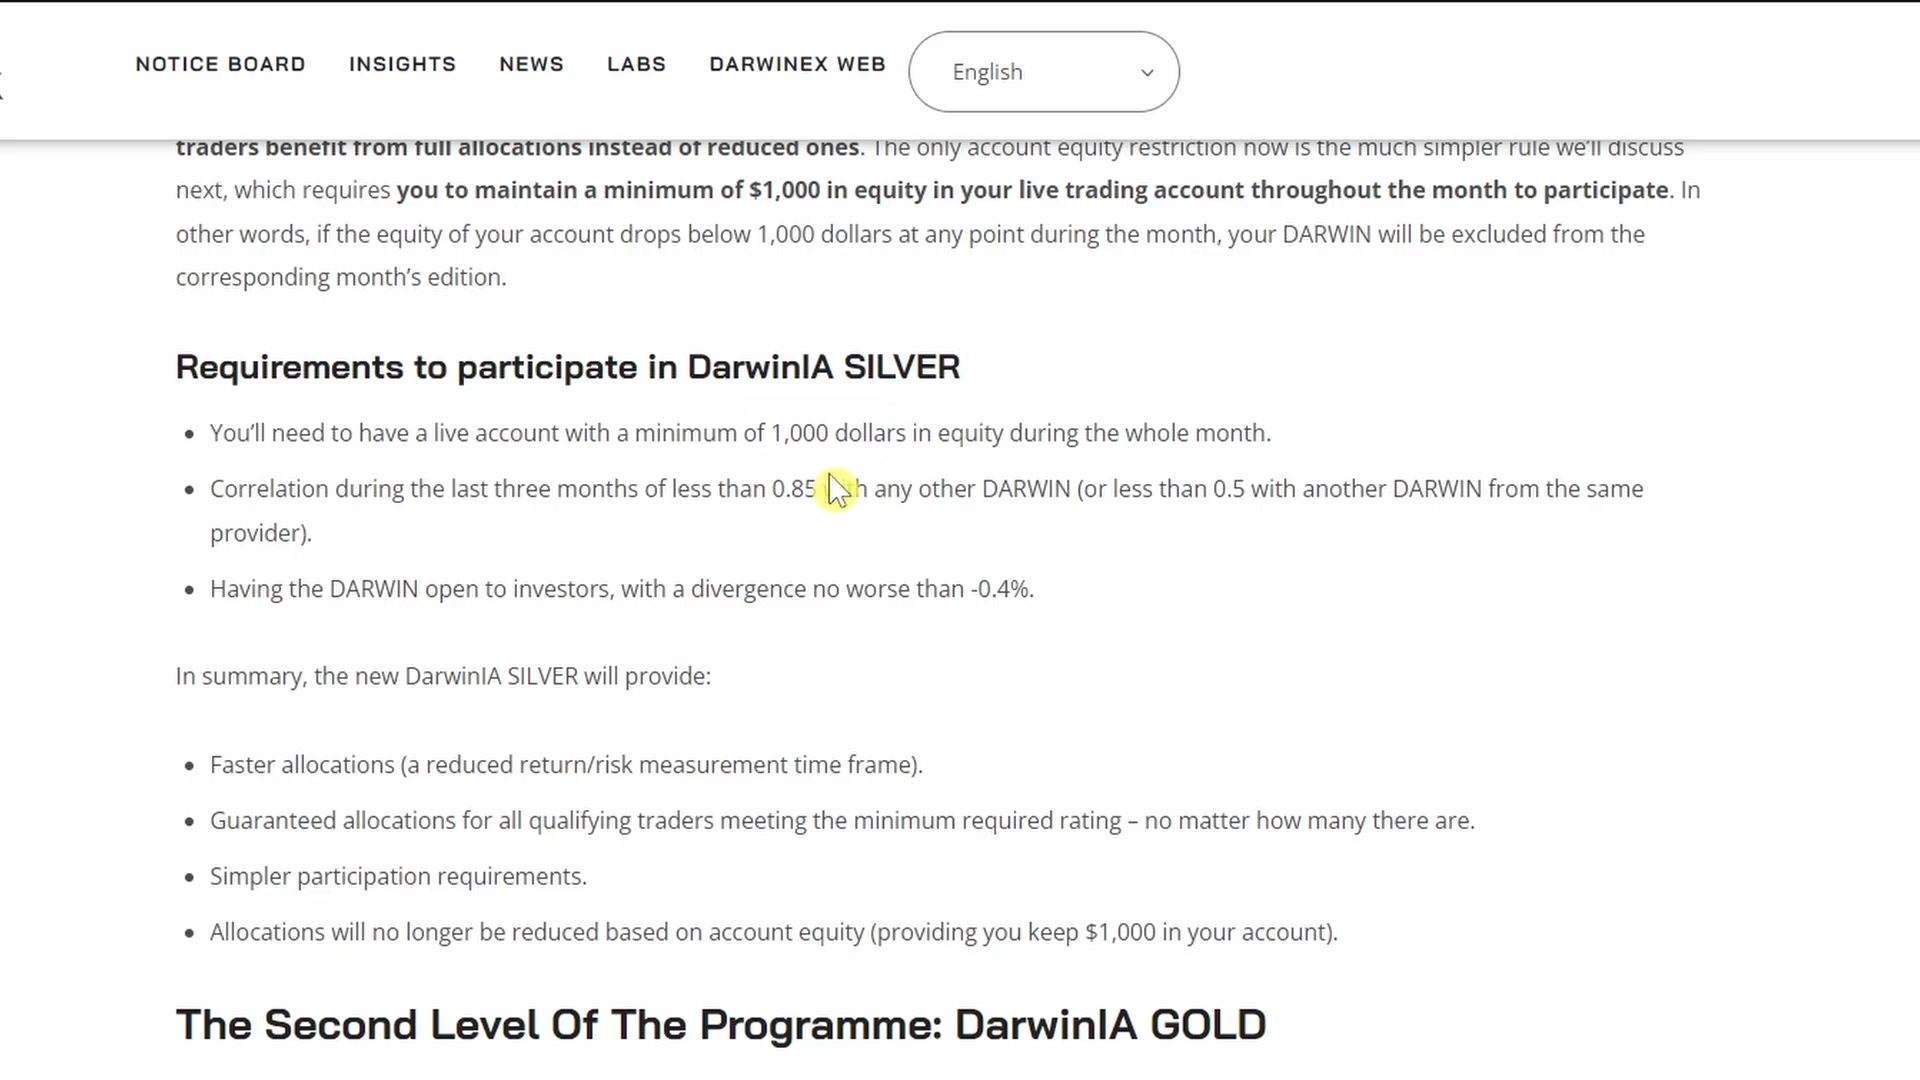 NOTICE BOARD INSIGHTS NEWS LABS DARWINEX WEB English
traders benefit from full allocations instead of reduced ones. The only account equity restriction now is the much simpler rule we’ll discuss
next, which requires you to maintain a minimum of $1,000 in equity in your live trading account throughout the month to participate. In
other words, if the equity of your account drops below 1,000 dollars at any point during the month, your DARWIN will be excluded from the
corresponding month’s edition.
Requirements to participate in DarwinIA SILVER
• You’ll need to have a live account with a minimum of 1,000 dollars in equity during the whole month.
• Correlation during the last three months of less than 0.85 with any other DARWIN (or less than 0.5 with another DARWIN from the same
provider).
• Having the DARWIN open to investors, with a divergence no worse than -0.4%.
In summary, the new DarwinIA SILVER will provide:
• Faster allocations (a reduced return/risk measurement time frame).
• Guaranteed allocations for all qualifying traders meeting the minimum required rating – no matter how many there are.
• Simpler participation requirements.
• Allocations will no longer be reduced based on account equity (providing you keep $1,000 in your account).
The Second Level Of The Programme: DarwinIA GOLD